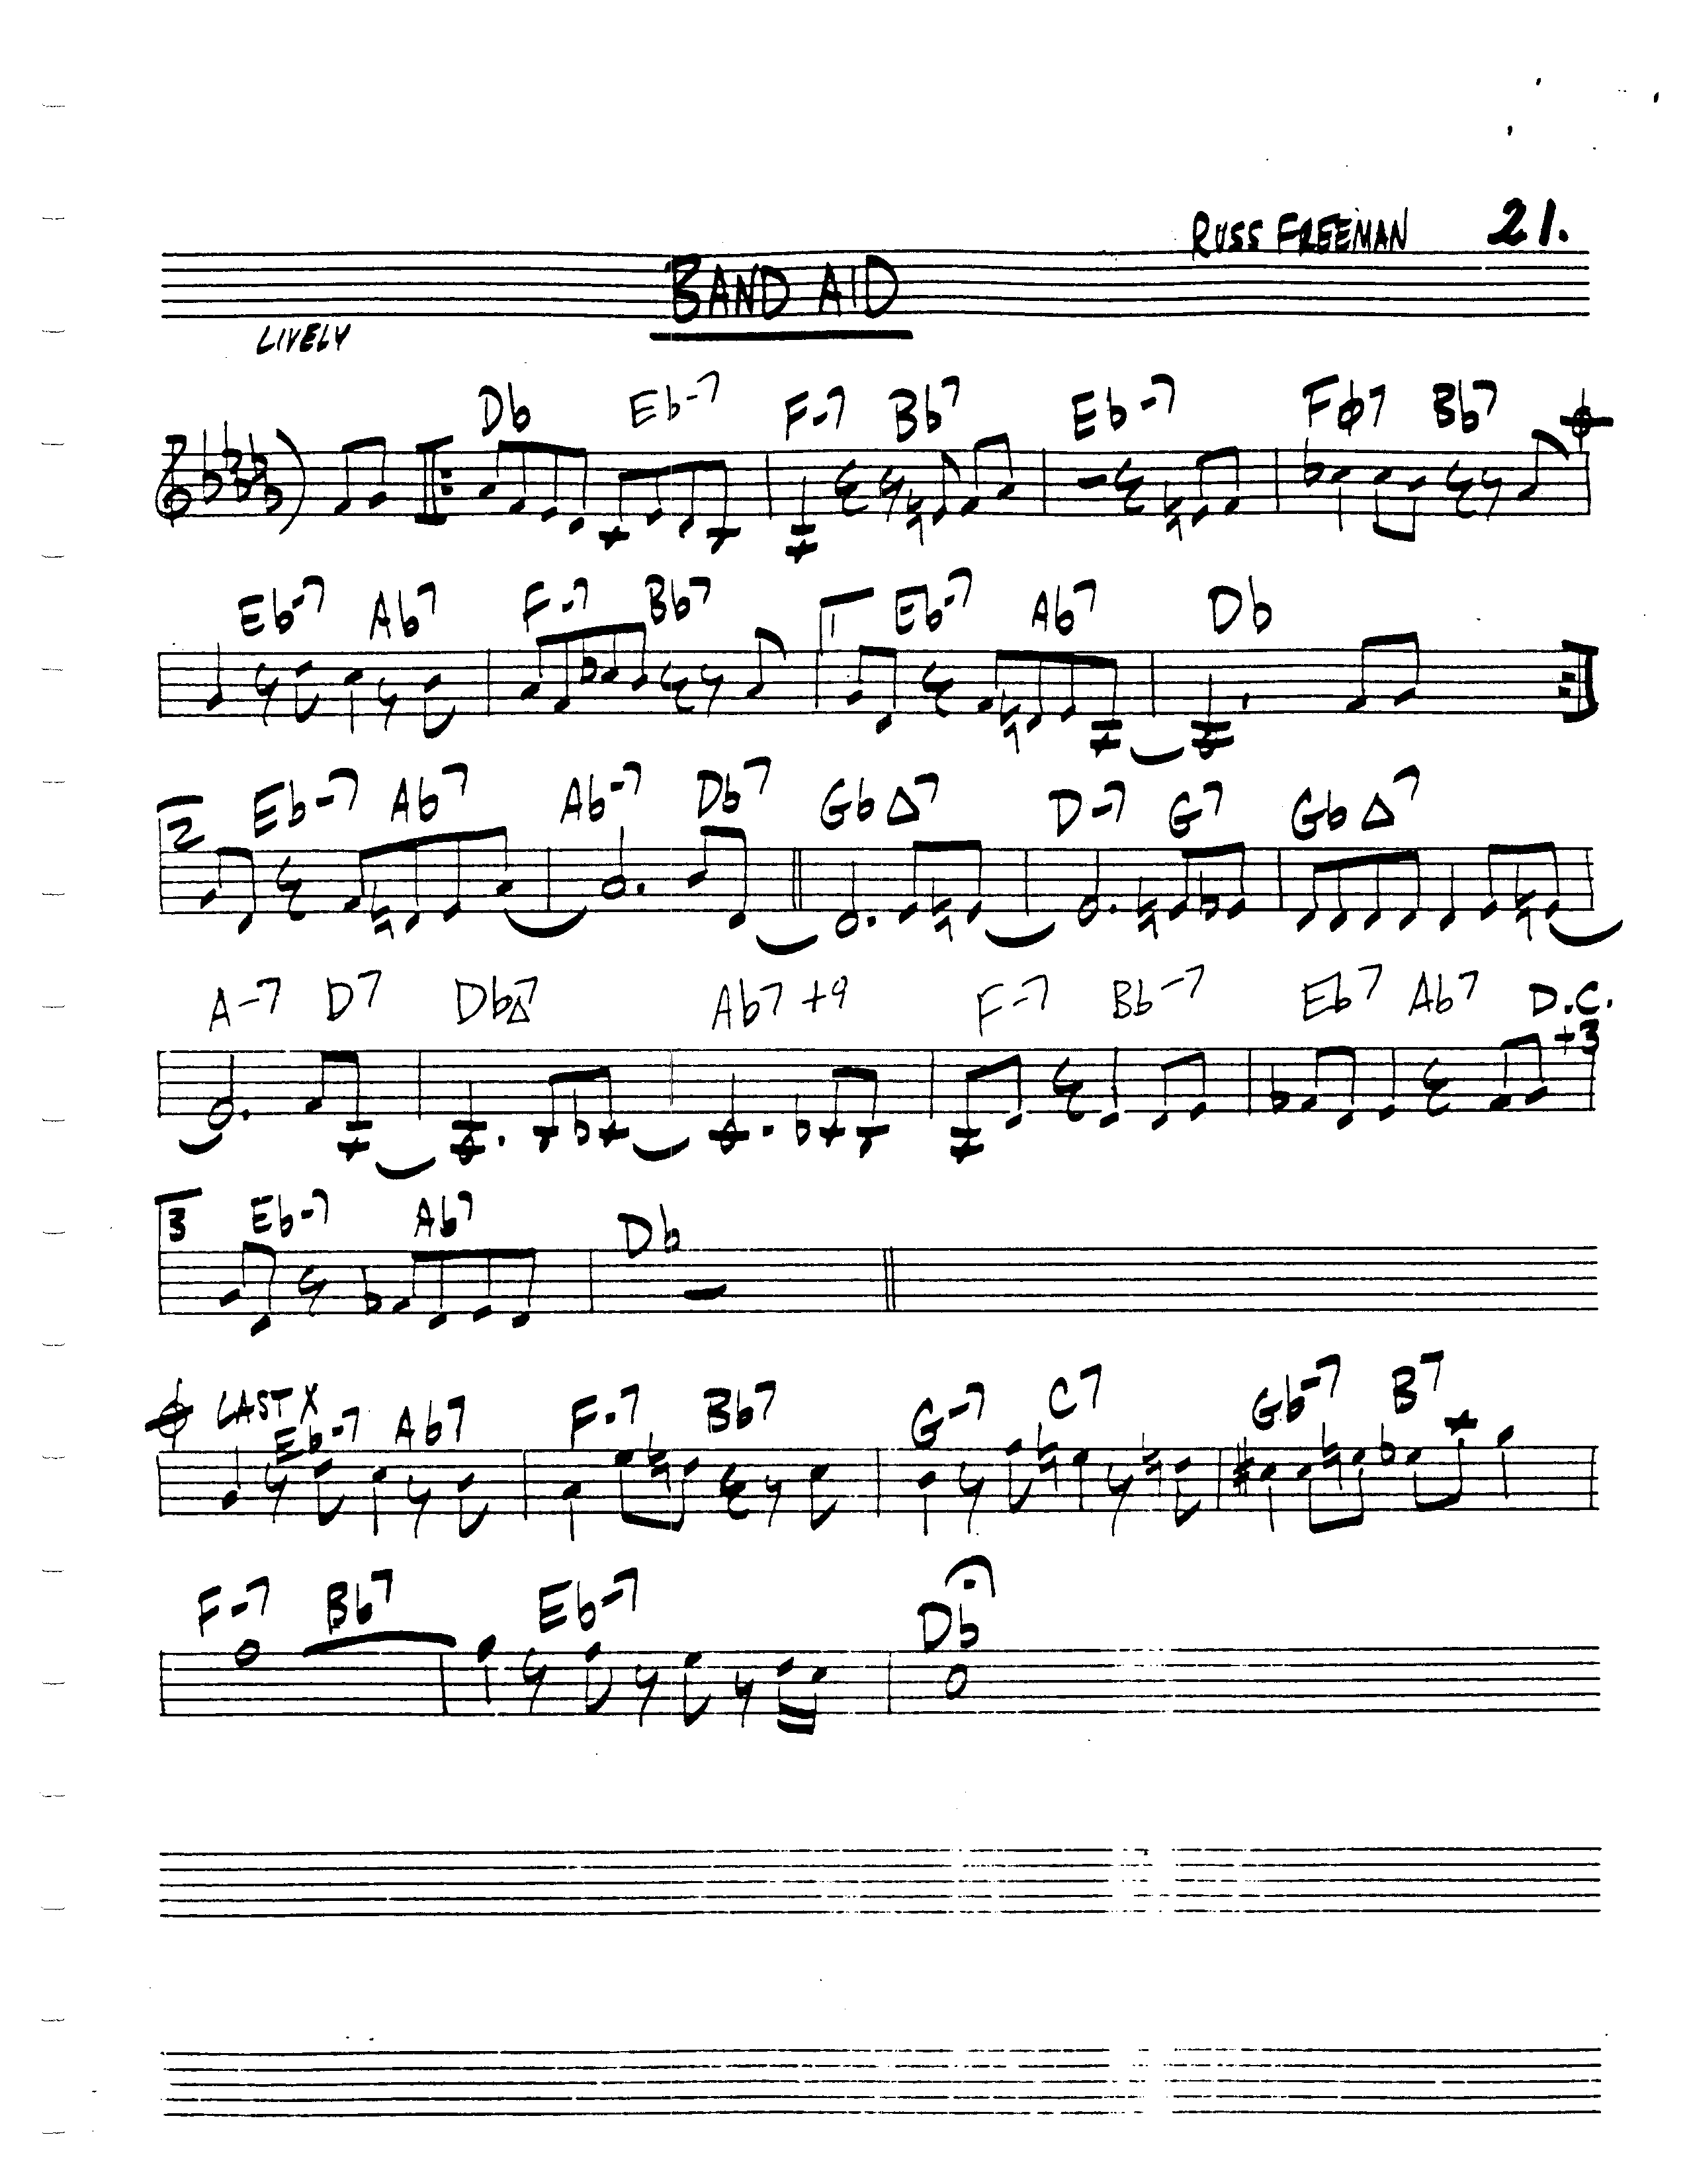 RUSS FREEMAN 21.
BAND AID
LIVELY
Db Eb-7 F-7 Bb7 Eb-7 Fø7 Bb7
Eb-7 Ab7 F-7 Bb7 1 Eb-7 Ab7 Db
2 Eb-7 Ab7 Ab-7 Db7 Gb△7 D-7 G7 Gb△7
A-7 D7 Db△7 Ab7+9 F-7 Bb-7 Eb7 Ab7 D.C.
+3
3 Eb-7 Ab7 Db
LAST X
Eb-7 Ab7 F-7 Bb7 G-7 C7 Gb-7 B7
F-7 Bb7 Eb-7 Db